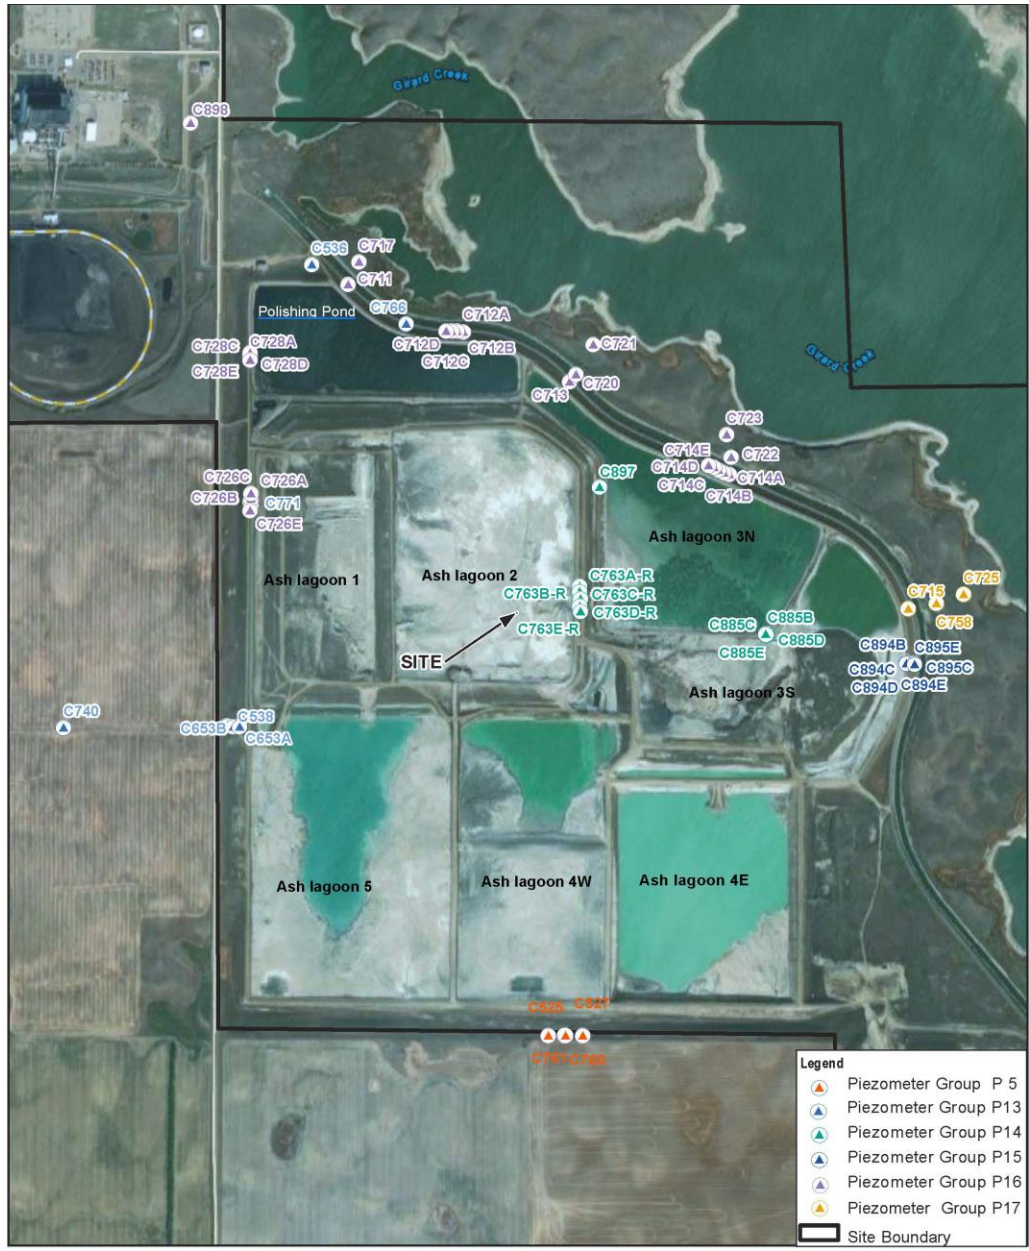 Girard Creek
C898
C536
C717
C711
Polishing Pond
C766
C712A
C712D
C712B
C712C
C721
C728C
C728A
C728D
C728E
C720
C713
C723
C714E
C722
C714D
C714A
C714C
C714B
Girard Creek
C726C
C726A
C726B
C771
C726E
C897
Ash lagoon 3N
Ash lagoon 1
Ash lagoon 2
C763A-R
C763B-R
C763C-R
C763D-R
C763E-R
SITE
C725
C715
C758
C885B
C885C
C885D
C885E
C894B
C895E
C894C
C895C
C894D
C894E
Ash lagoon 3S
C740
C538
C653B
C653A
Ash lagoon 5
Ash lagoon 4W
Ash lagoon 4E
C525
C527
Legend
Piezometer Group P 5
Piezometer Group P13
Piezometer Group P14
Piezometer Group P15
Piezometer Group P16
Piezometer Group P17
Site Boundary